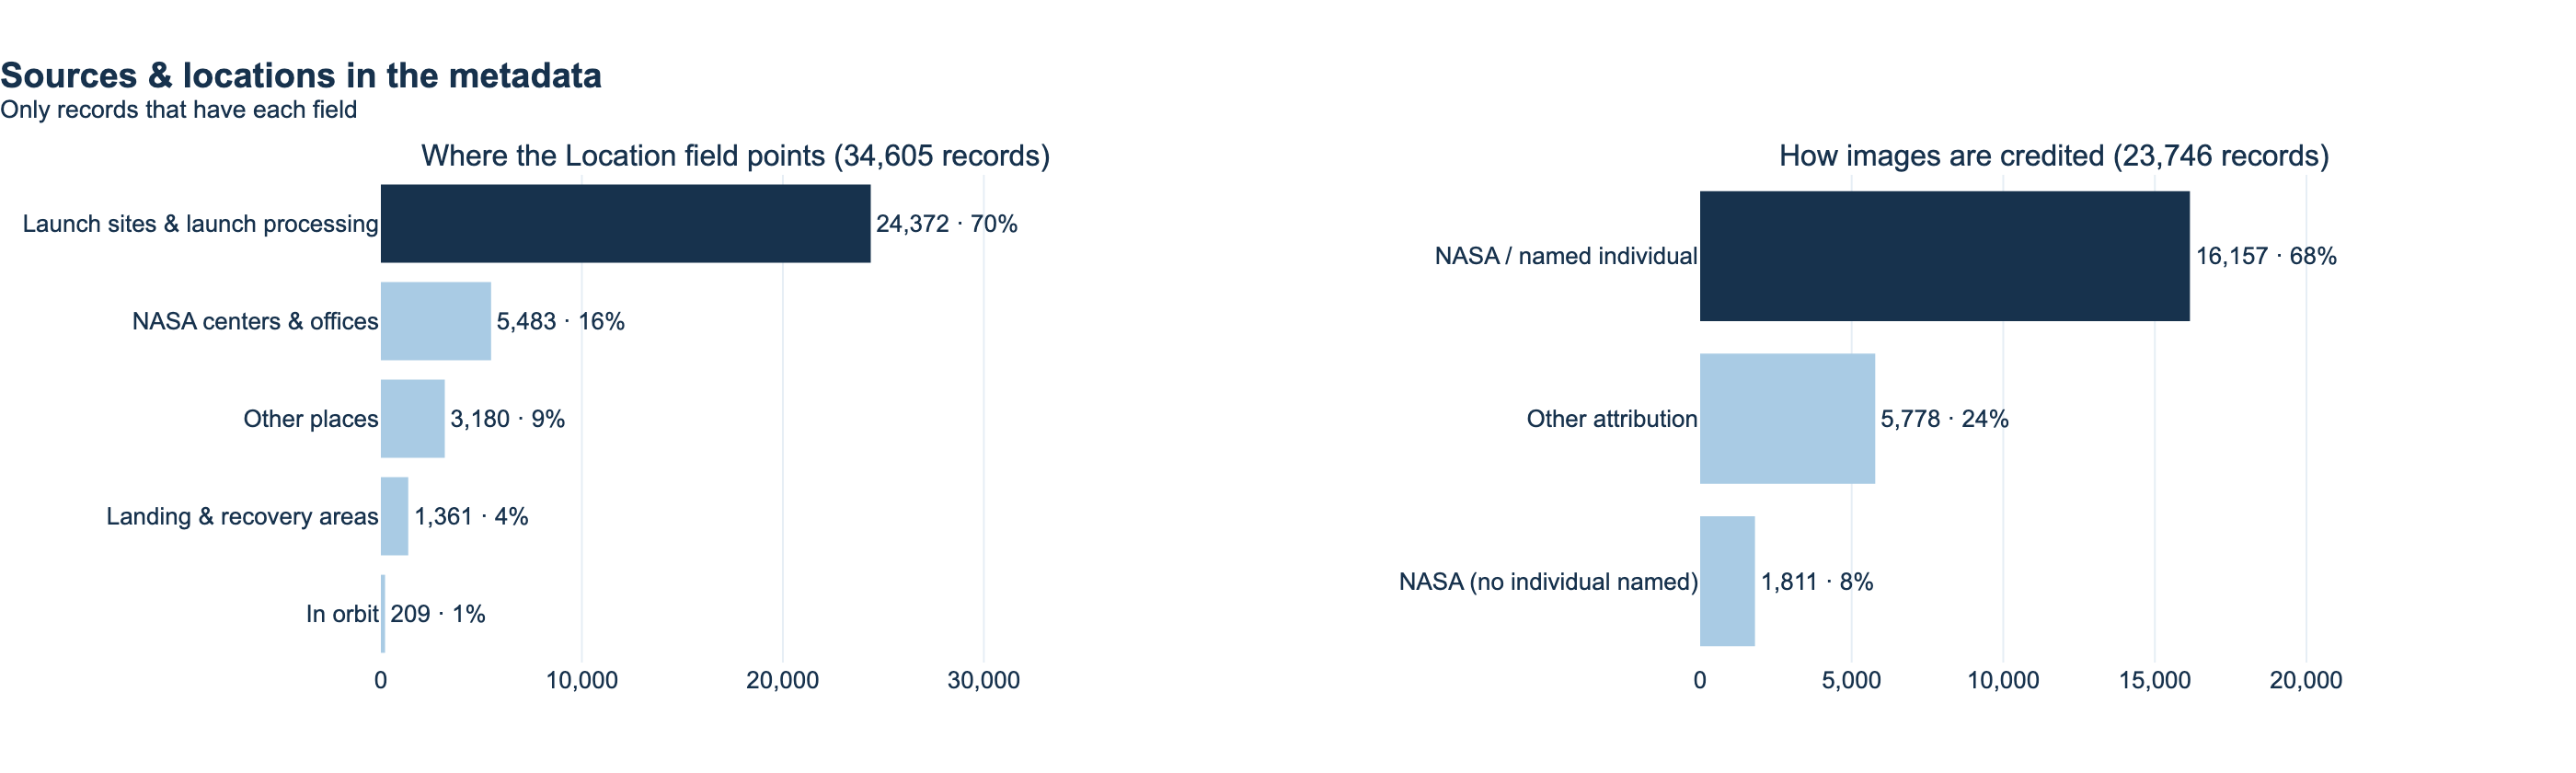 Sources & locations in the metadata
Only records that have each field
Where the Location field points (34,605 records)
Launch sites & launch processing
24,372 · 70%
NASA centers & offices
5,483 · 16%
Other places
3,180 · 9%
Landing & recovery areas
1,361 · 4%
In orbit
209 · 1%
0
10,000
20,000
30,000
How images are credited (23,746 records)
NASA / named individual
16,157 · 68%
Other attribution
5,778 · 24%
NASA (no individual named)
1,811 · 8%
0
5,000
10,000
15,000
20,000